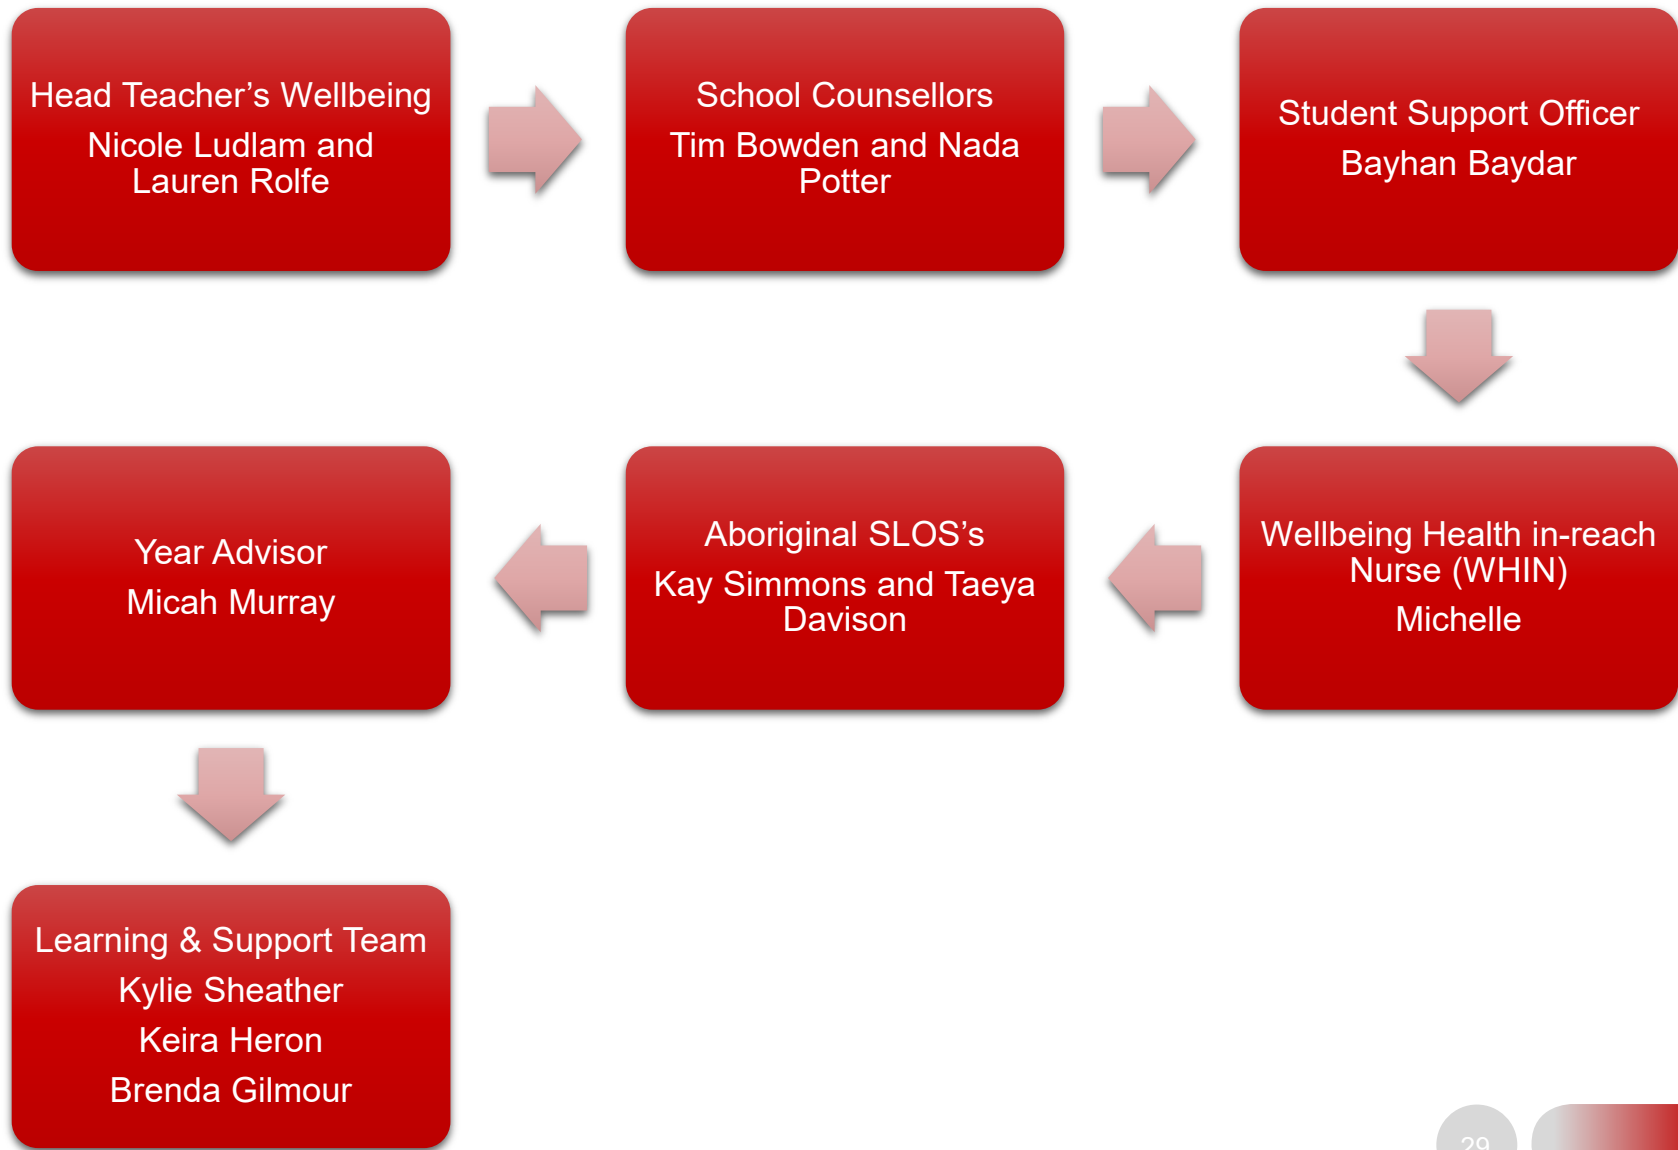 Head Teacher’s Wellbeing
Nicole Ludlam and
Lauren Rolfe
School Counsellors
Tim Bowden and Nada
Potter
Student Support Officer
Bayhan Baydar
Wellbeing Health in-reach
Nurse (WHIN)
Michelle
Aboriginal SLOS’s
Kay Simmons and Taeya
Davison
Year Advisor
Micah Murray
Learning & Support Team
Kylie Sheather
Keira Heron
Brenda Gilmour
29